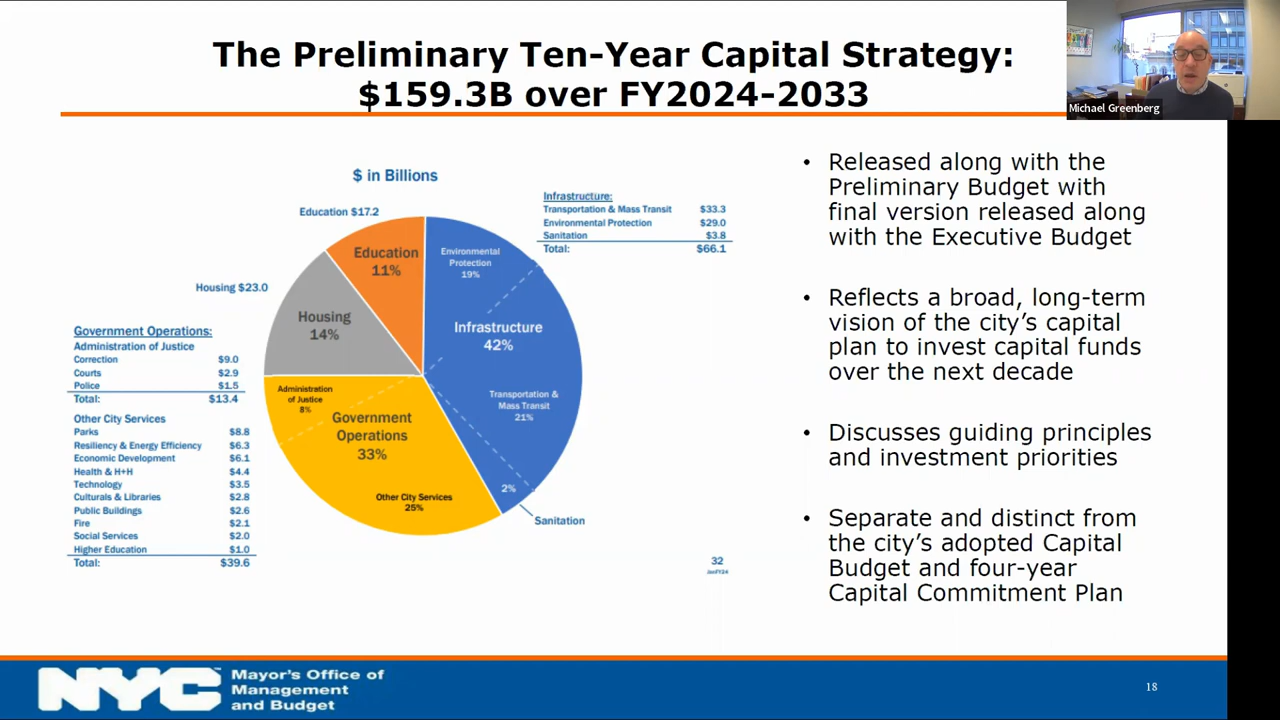 The Preliminary Ten-Year Capital Strategy:
$159.3B over FY2024-2033
Michael Greenberg
$ in Billions
Education $17.2
Infrastructure:
Transportation & Mass Transit $33.3
Environmental Protection $29.0
Sanitation $3.8
Total: $66.1
Housing $23.0
Government Operations:
Administration of Justice
Correction $9.0
Courts $2.9
Police $1.5
Total: $13.4
Other City Services
Parks $8.8
Resiliency & Energy Efficiency $6.3
Economic Development $6.1
Health & H+H $4.4
Technology $3.5
Culturals & Libraries $2.8
Public Buildings $2.6
Fire $2.1
Social Services $2.0
Higher Education $1.0
Total: $39.6
Education
11%
Environmental
Protection
19%
Housing
14%
Infrastructure
42%
Administration
of Justice
8%
Government
Operations
33%
Transportation &
Mass Transit
21%
Other City Services
25%
2%
Sanitation
32
Jan FY24
• Released along with the
Preliminary Budget with
final version released along
with the Executive Budget
• Reflects a broad, long-term
vision of the city's capital
plan to invest capital funds
over the next decade
• Discusses guiding principles
and investment priorities
• Separate and distinct from
the city's adopted Capital
Budget and four-year
Capital Commitment Plan
NYC
Mayor's Office of
Management
and Budget
18